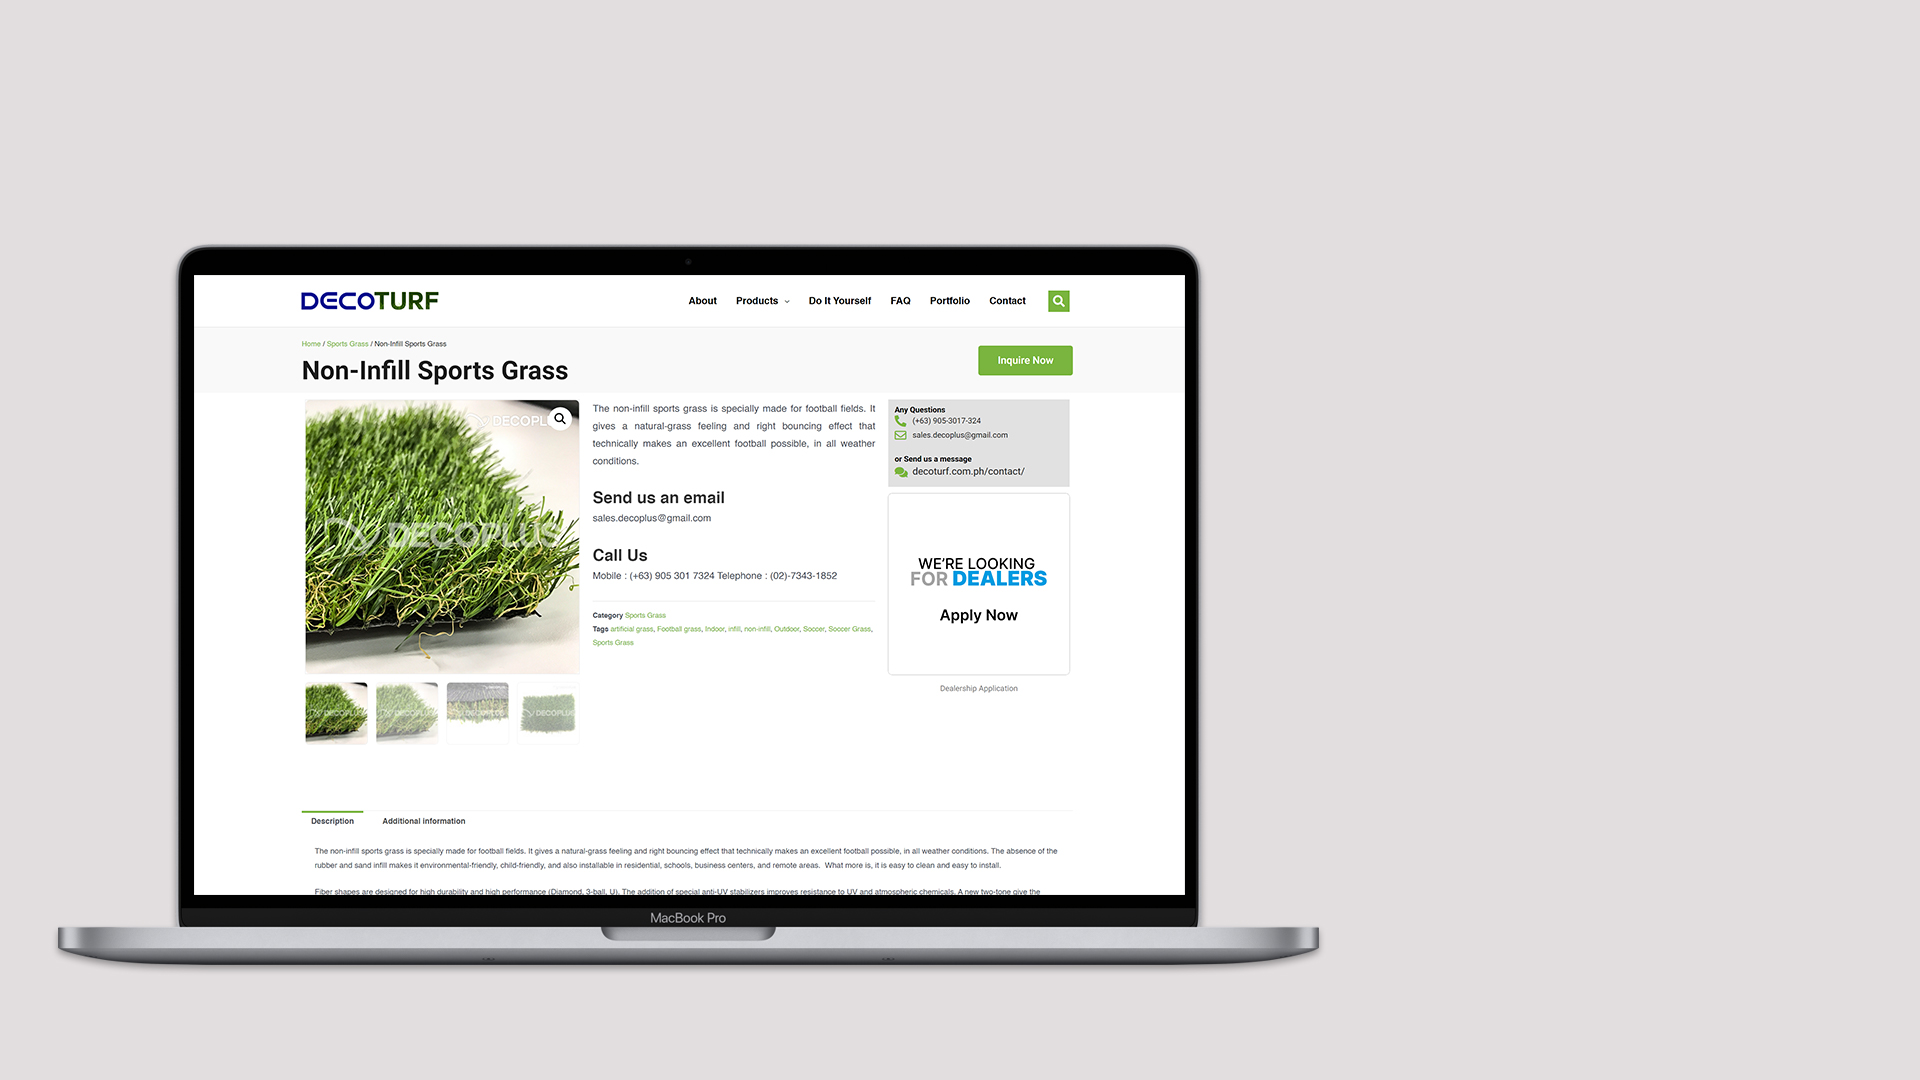 DECOTURF
About Products Do It Yourself FAQ Portfolio Contact
Home / Sports Grass / Non-Infill Sports Grass
Non-Infill Sports Grass
Inquire Now
DECOPL
DECOPLUS
The non-infill sports grass is specially made for football fields. It
gives a natural-grass feeling and right bouncing effect that
technically makes an excellent football possible, in all weather
conditions.
Send us an email
sales.decoplus@gmail.com
Call Us
Mobile : (+63) 905 301 7324 Telephone : (02)-7343-1852
Category Sports Grass
Tags artificial grass, Football grass, Indoor, infill, non-infill, Outdoor, Soccer, Soccer Grass,
Sports Grass
Any Questions
(+63) 905-3017-324
sales.decoplus@gmail.com
or Send us a message
decoturf.com.ph/contact/
WE'RE LOOKING
FOR DEALERS
Apply Now
Dealership Application
DECOPLUS
DECOPLUS
DECOPLUS
DECOPLUS
Description Additional information
The non-infill sports grass is specially made for football fields. It gives a natural-grass feeling and right bouncing effect that technically makes an excellent football possible, in all weather conditions. The absence of the
rubber and sand infill makes it environmental-friendly, child-friendly, and also installable in residential, schools, business centers, and remote areas.  What more is, it is easy to clean and easy to install.
Fiber shapes are designed for high durability and high performance (Diamond, 3-ball, U). The addition of special anti-UV stabilizers improves resistance to UV and atmospheric chemicals. A new two-tone give the
MacBook Pro